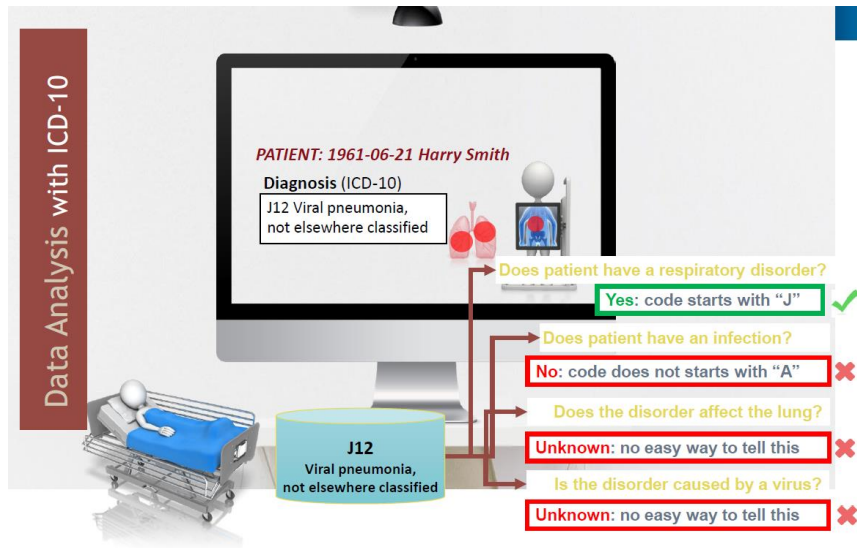 Data Analysis with ICD-10
PATIENT: 1961-06-21 Harry Smith
Diagnosis (ICD-10)
J12 Viral pneumonia,
not elsewhere classified
Does patient have a respiratory disorder?
Yes: code starts with “J”
Does patient have an infection?
No: code does not starts with “A”
Does the disorder affect the lung?
Unknown: no easy way to tell this
Is the disorder caused by a virus?
Unknown: no easy way to tell this
J12
Viral pneumonia,
not elsewhere classified